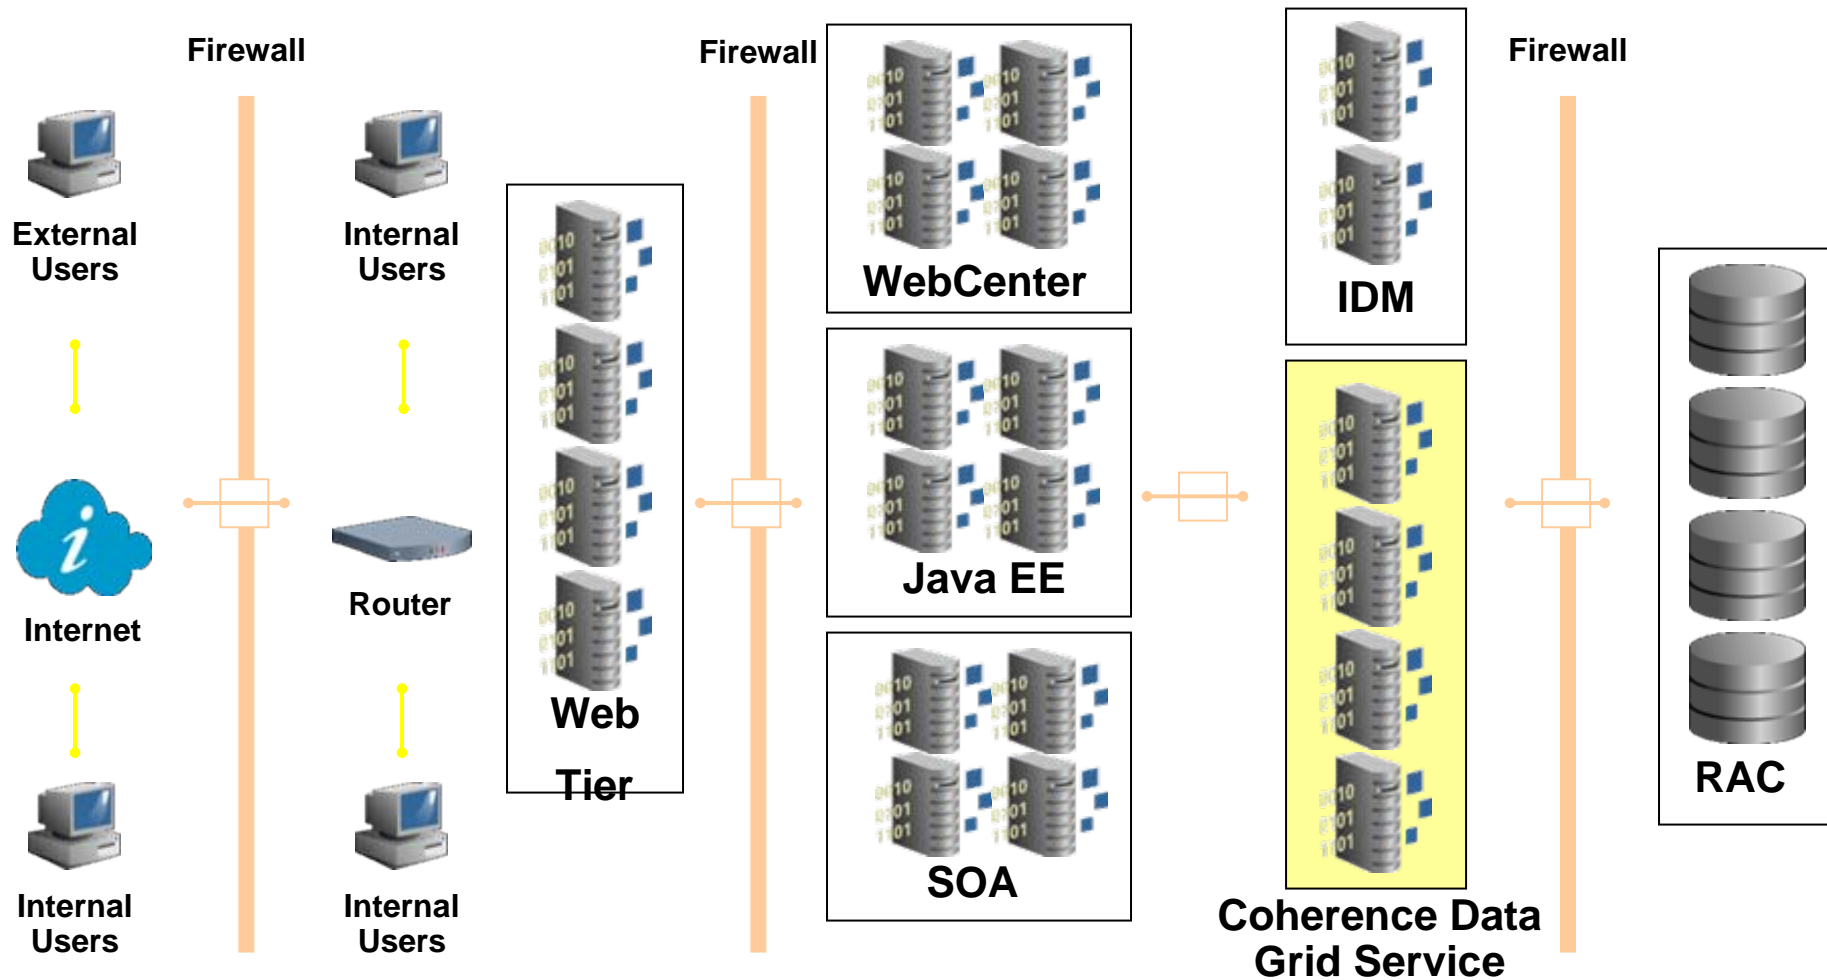 Firewall
Firewall
Firewall
External
Users
Internal
Users
Internet
Router
Internal
Users
Internal
Users
Web
Tier
WebCenter
Java EE
SOA
IDM
Coherence Data
Grid Service
RAC